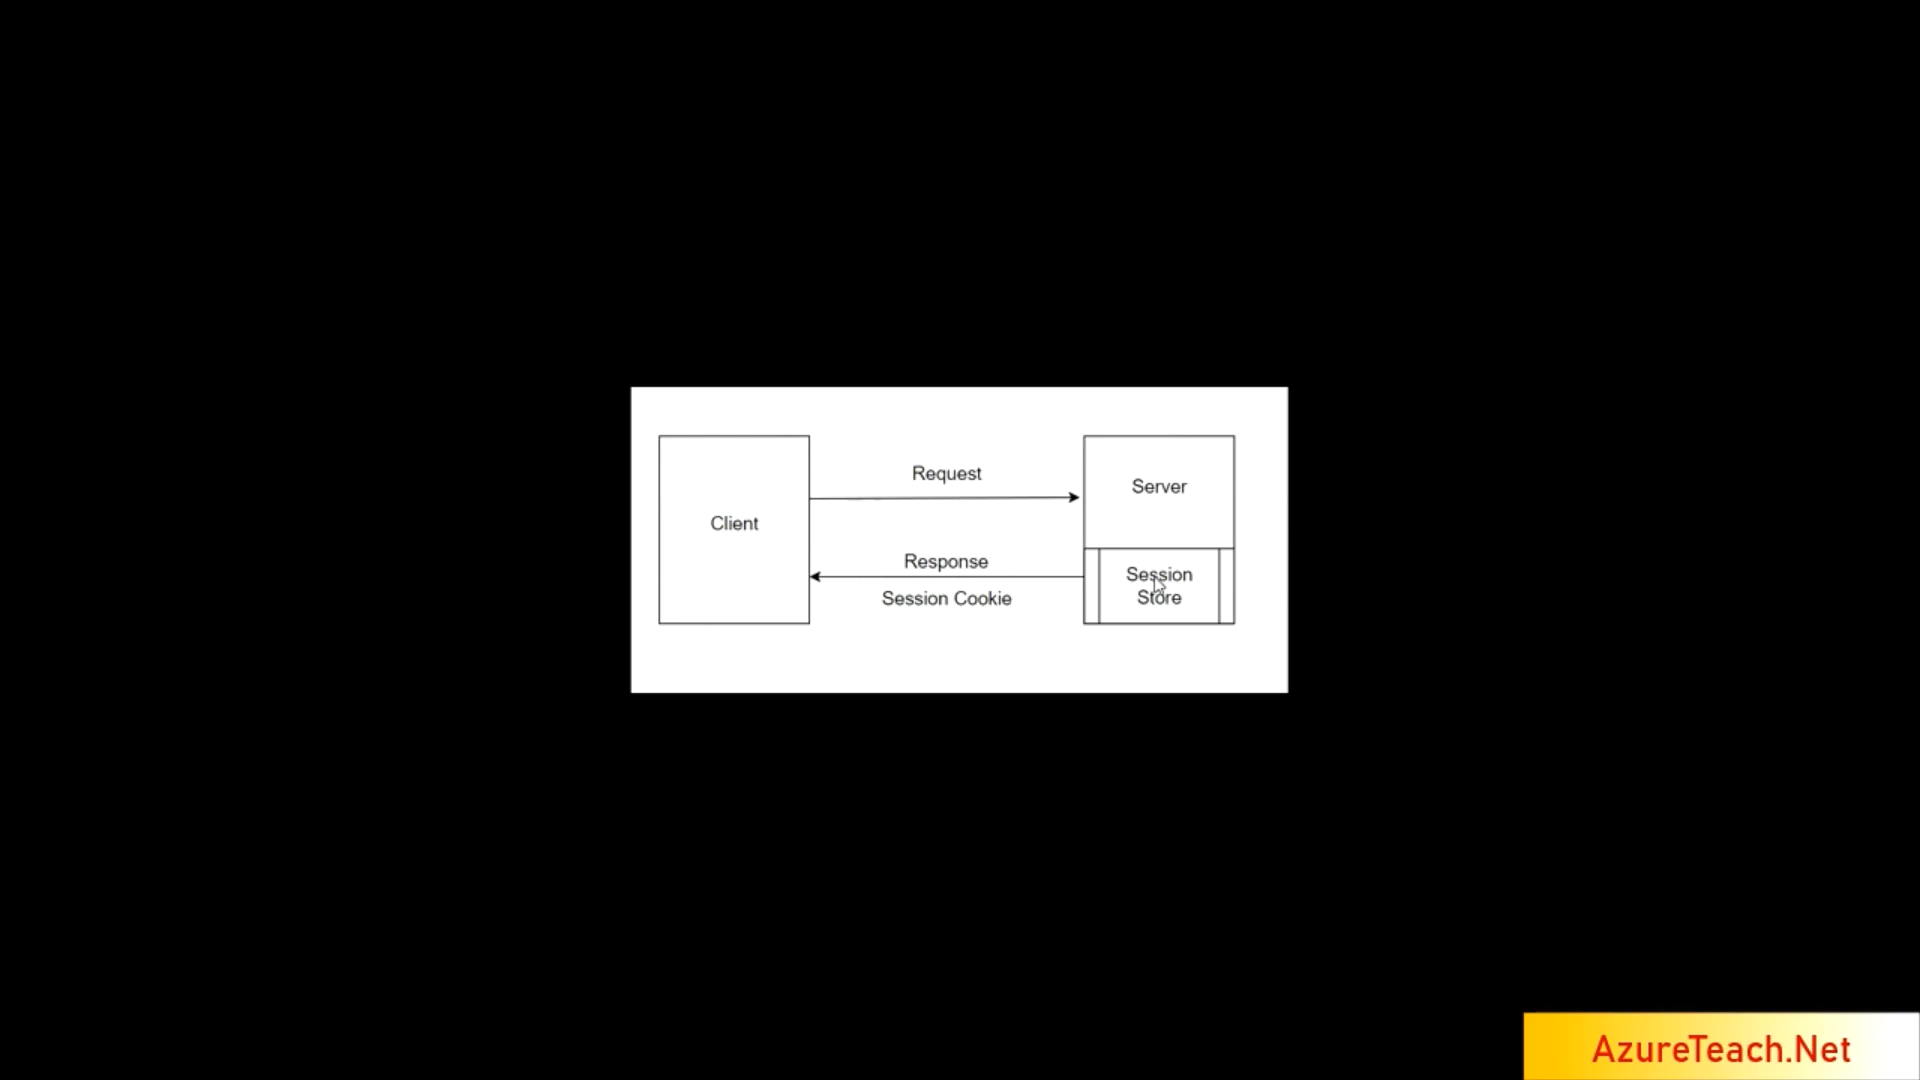 Request
Server
Client
Response
Session Cookie
Session
Store
AzureTeach.Net